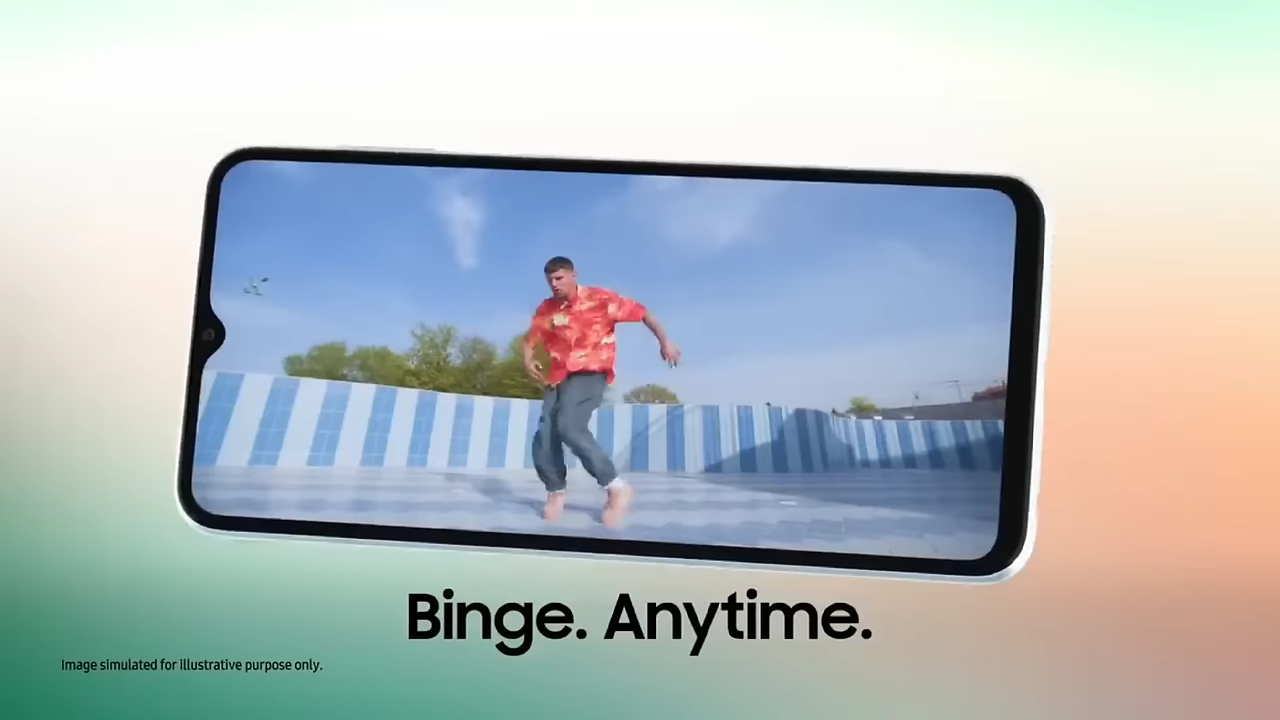 Binge. Anytime.
Image simulated for illustrative purpose only.